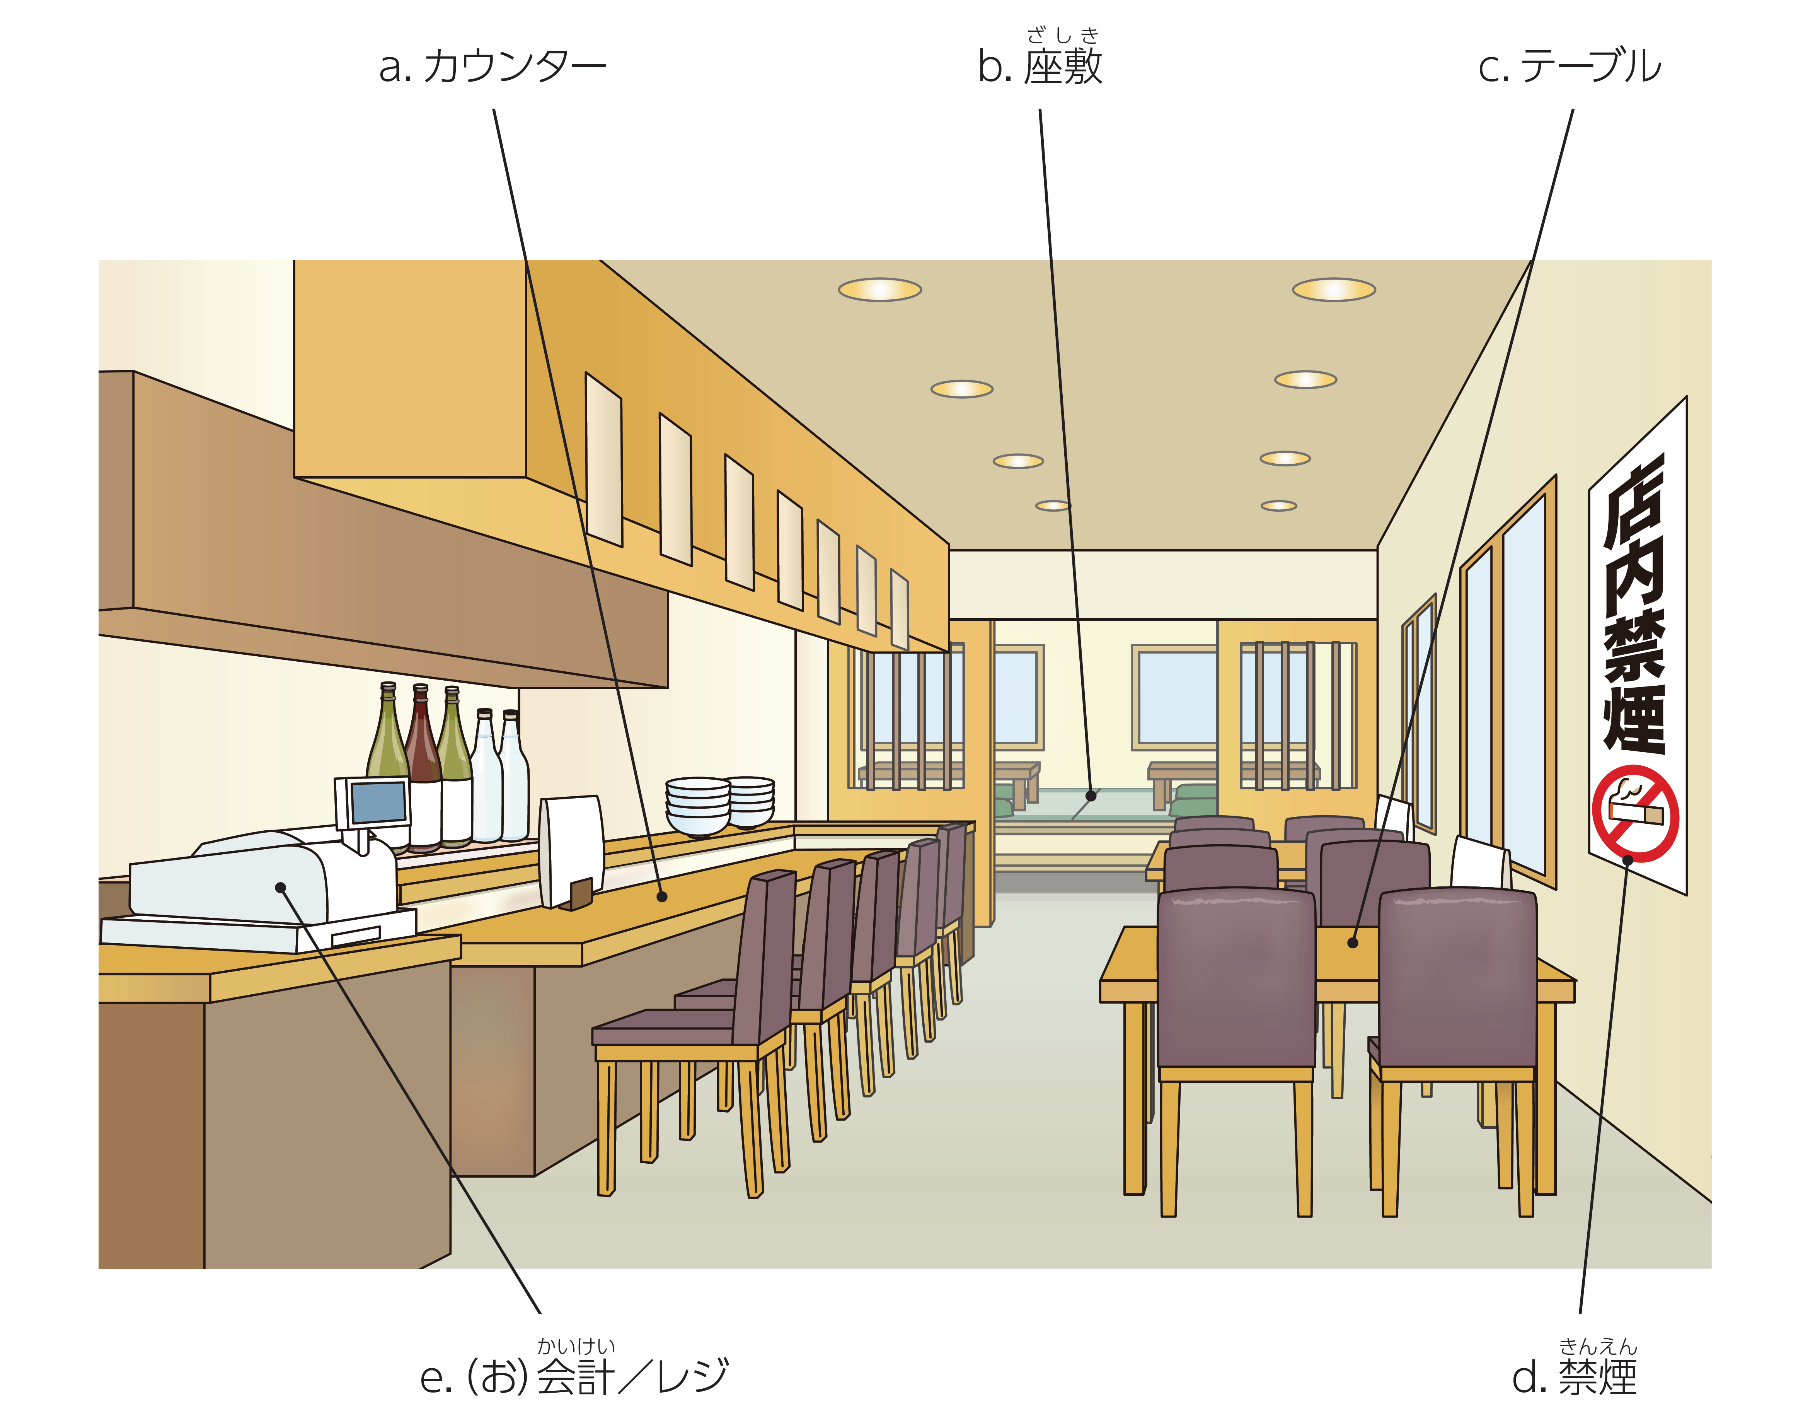 a. カウンター
ざしき
b. 座敷
c. テーブル
店内禁煙
かいけい
e. (お)会計／レジ
きんえん
d. 禁煙